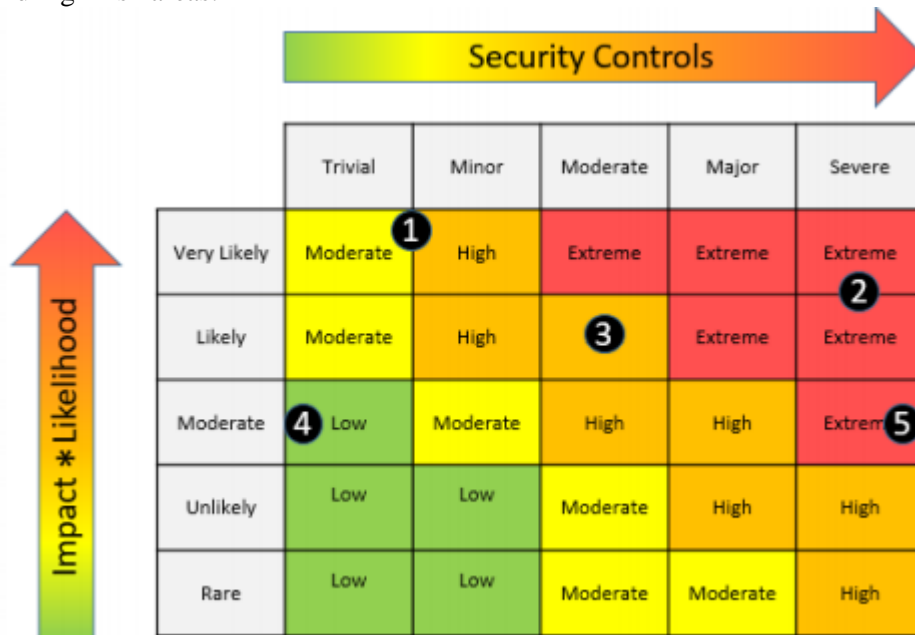 Security Controls
Trivial Minor Moderate Major Severe
Very Likely Moderate 1 High Extreme Extreme Extreme
2
Likely Moderate High 3 Extreme Extreme
Moderate 4 Low Moderate High High Extrem 5
Unlikely Low Low Moderate High High
Rare Low Low Moderate Moderate High
Impact * Likelihood